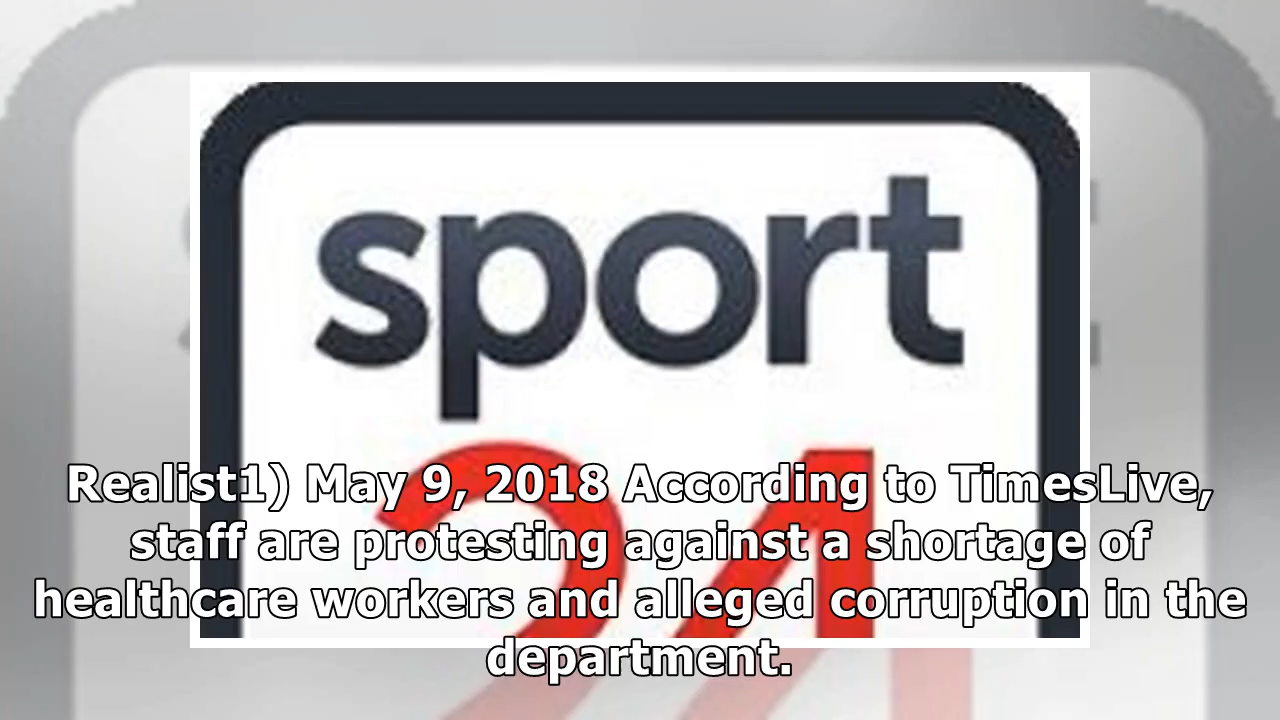 sport
24
Realist1) May 9, 2018 According to TimesLive,
staff are protesting against a shortage of
healthcare workers and alleged corruption in the
department.